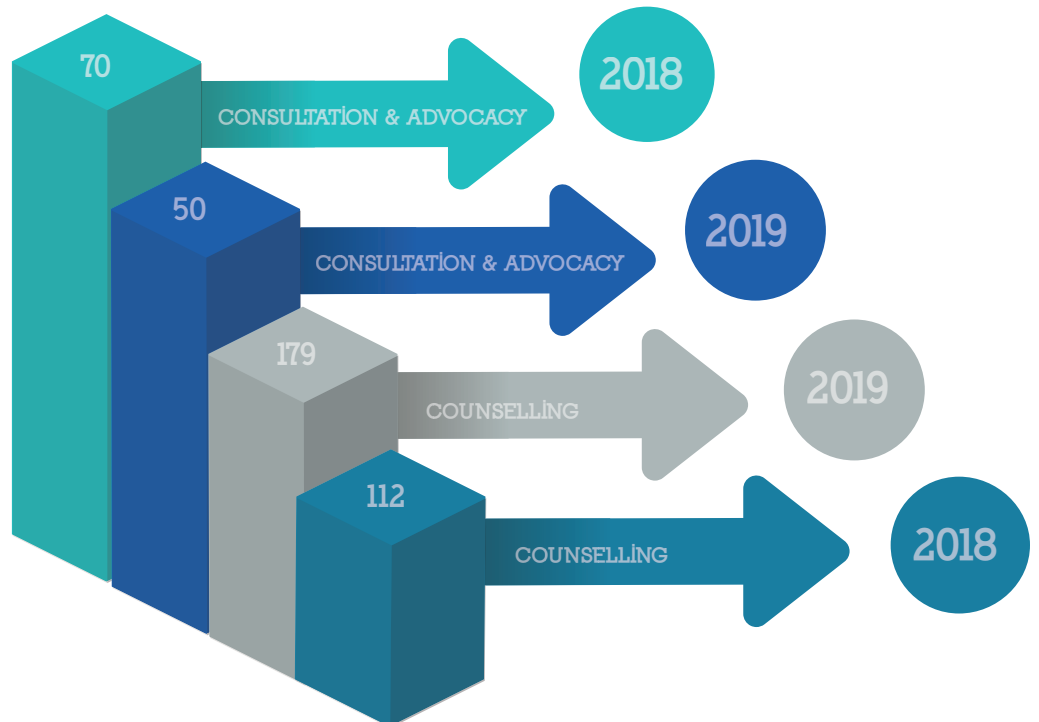 70
CONSULTATION & ADVOCACY
2018
50
CONSULTATION & ADVOCACY
2019
179
COUNSELLING
2019
112
COUNSELLING
2018